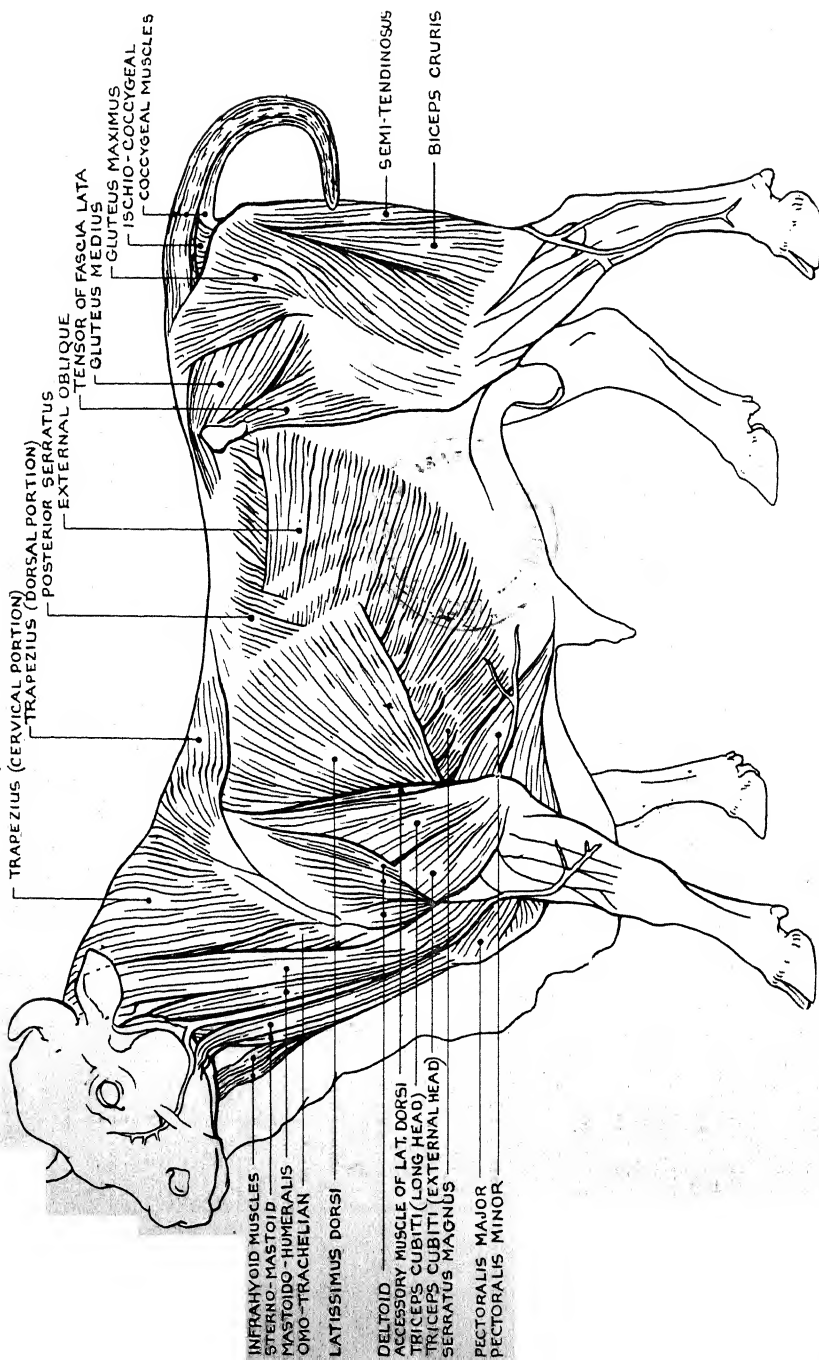 TRAPEZIUS (CERVICAL PORTION)
TRAPEZIUS (DORSAL PORTION)
POSTERIOR SERRATUS
EXTERNAL OBLIQUE
TENSOR OF FASCIA LATA
GLUTEUS MEDIUS
GLUTEUS MAXIMUS
ISCHIO-COCCYGEAL
COCCYGEAL MUSCLES
SEMI-TENDINOSUS
BICEPS CRURIS
INFRAHYOID MUSCLES
STERNO-MASTOID
MASTOIDO-HUMERALIS
OMO-TRACHELIAN
LATISSIMUS DORSI
DELTOID
ACCESSORY MUSCLE OF LAT. DORSI
TRICEPS CUBITI (LONG HEAD)
TRICEPS CUBITI (EXTERNAL HEAD)
SERRATUS MAGNUS
PECTORALIS MAJOR
PECTORALIS MINOR